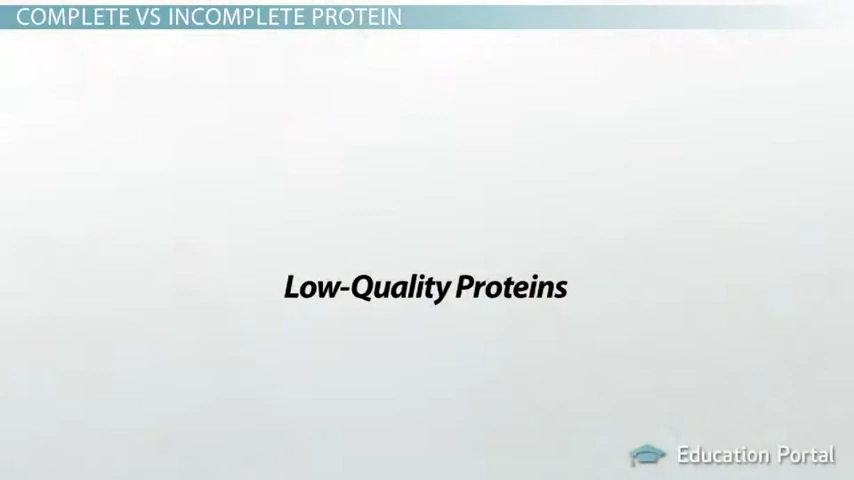 COMPLETE VS INCOMPLETE PROTEIN
Low-Quality Proteins
Education Portal